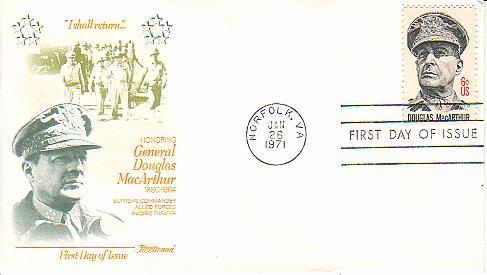 "I shall return..."
HONORING
General
Douglas
MacArthur
1880-1964
SUPREME COMMANDER
ALLIED FORCES
PACIFIC THEATER
First Day of Issue
Fleetwood
NORFOLK, VA
JAN
26
1971
6c
US
DOUGLAS MacARTHUR
FIRST DAY OF ISSUE